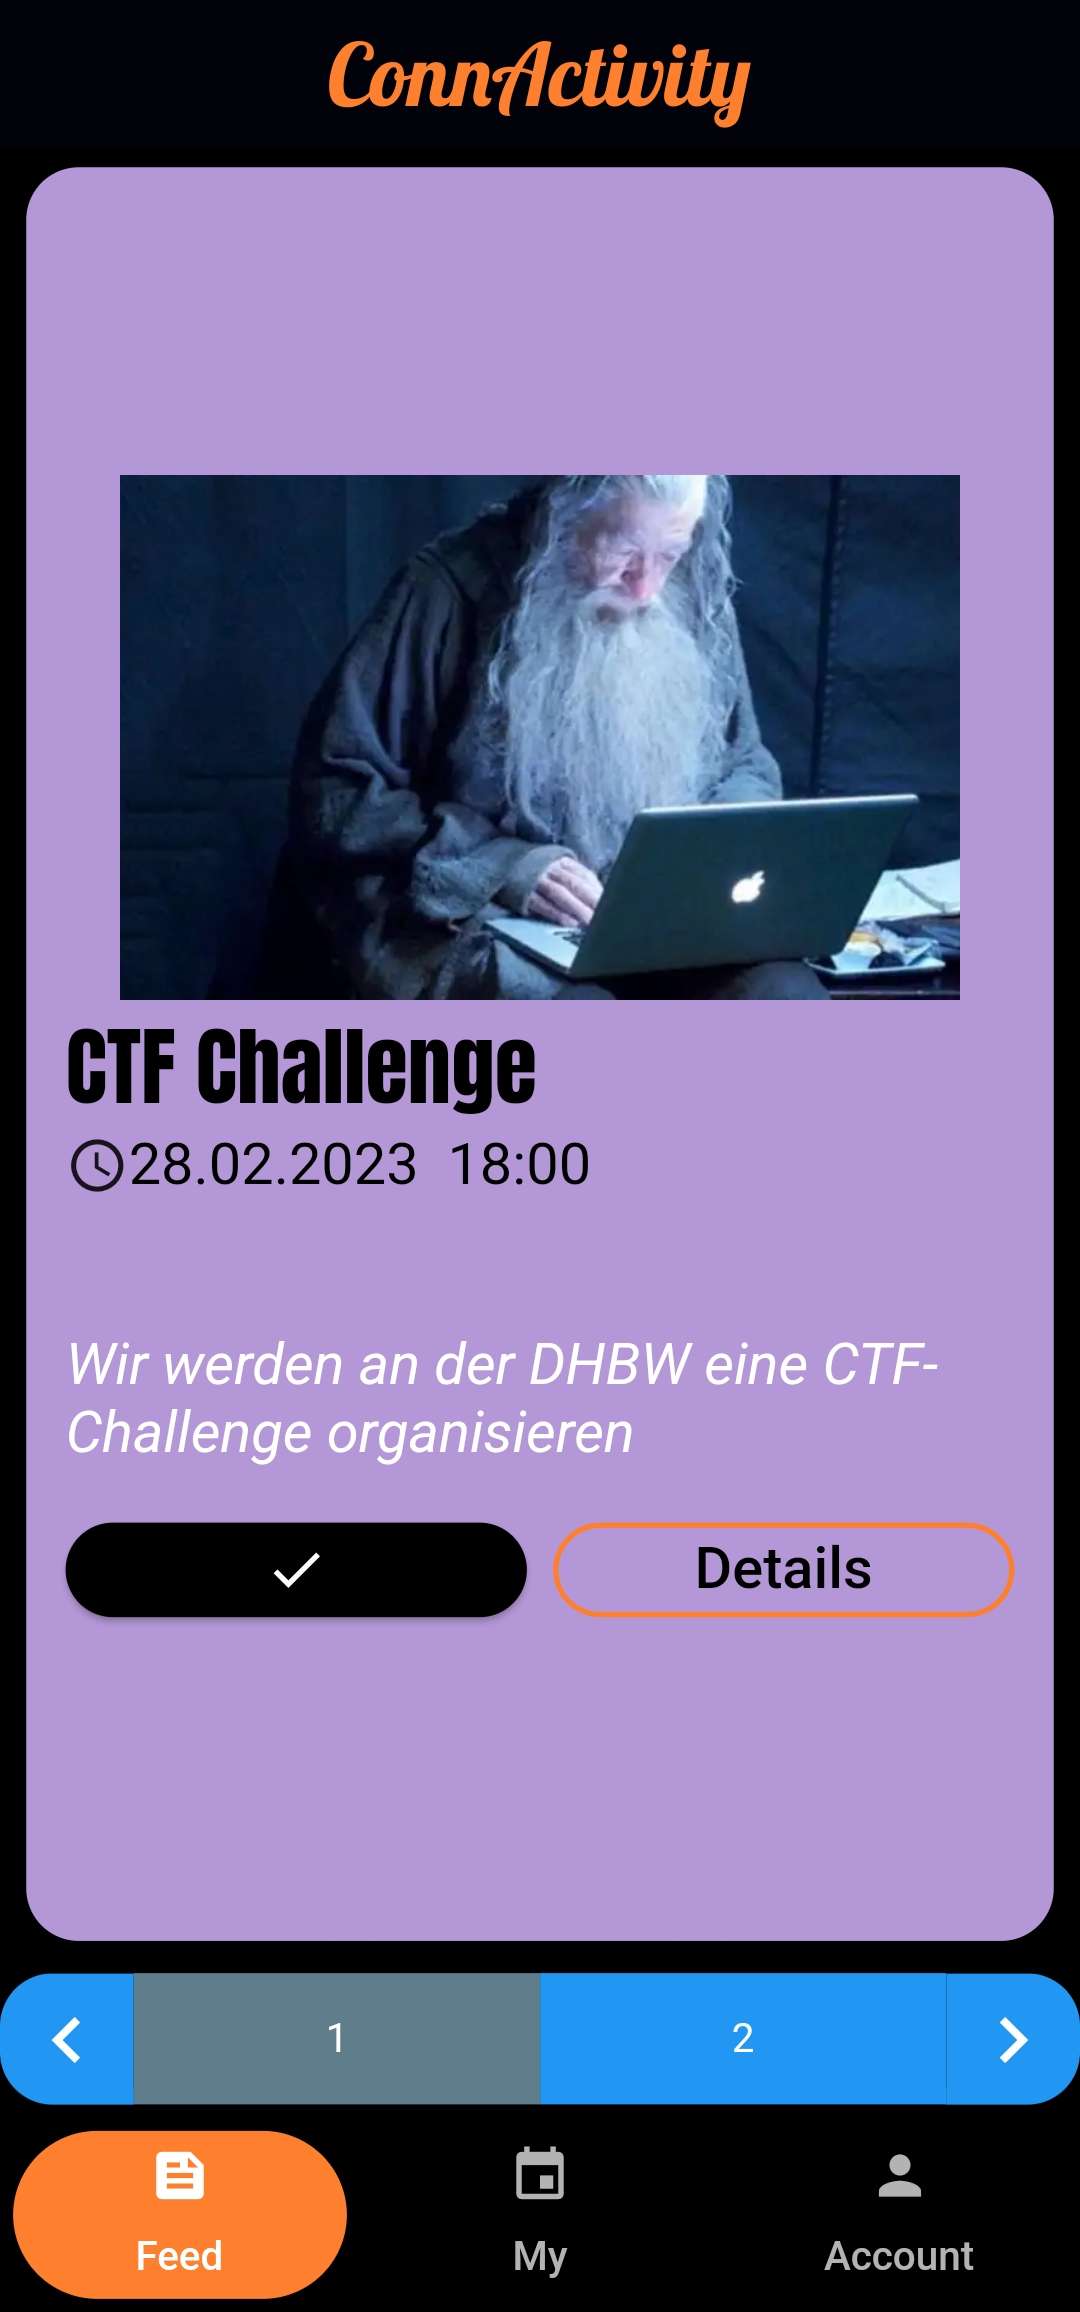 ConnActivity
CTF Challenge
28.02.2023 18:00
Wir werden an der DHBW eine CTF-
Challenge organisieren
Details
1
2
Feed
My
Account